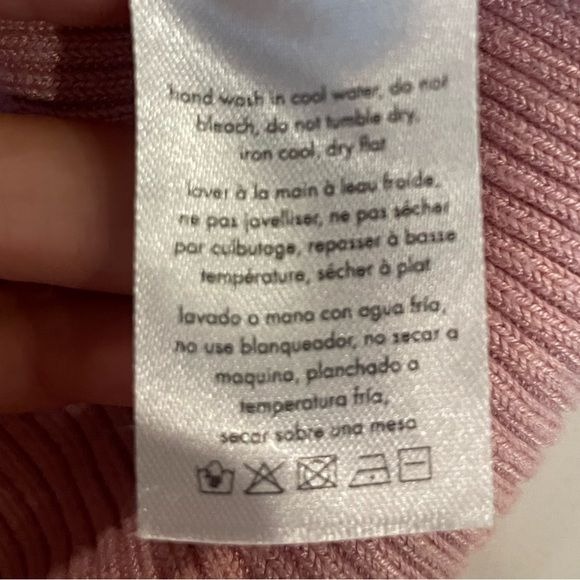 hand wash in cool water, do not
bleach, do not tumble dry,
iron cool, dry flat
laver à la main à leau froide,
ne pas javelliser, ne pas sécher
par culbutage, repasser à basse
température, sécher à plat
lavado a mano con agua fría,
no use blanqueador, no secar a
maquina, planchado a
temperatura fría,
secar sobre una mesa